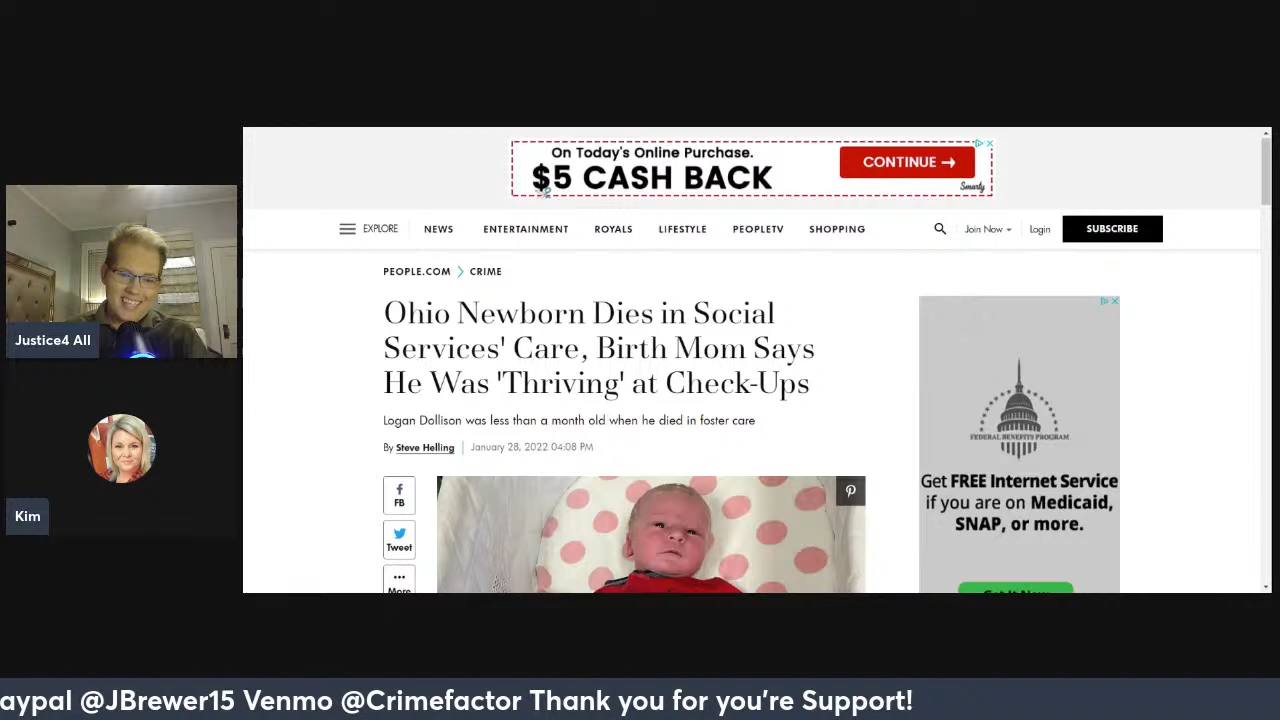 On Today's Online Purchase.
$5 CASH BACK
CONTINUE →
Smarty
EXPLORE
NEWS
ENTERTAINMENT
ROYALS
LIFESTYLE
PEOPLETV
SHOPPING
Join Now
Login
SUBSCRIBE
PEOPLE.COM > CRIME
Ohio Newborn Dies in Social
Services' Care, Birth Mom Says
He Was 'Thriving' at Check-Ups
Logan Dollison was less than a month old when he died in foster care
By Steve Helling
January 28, 2022 04:08 PM
FB
Tweet
More
FEDERAL BENEFITS PROGRAM
Get FREE Internet Service
if you are on Medicaid,
SNAP, or more.
Get It Now
Justice4 All
Kim
aypal @JBrewer15 Venmo @Crimefactor Thank you for you're Support!